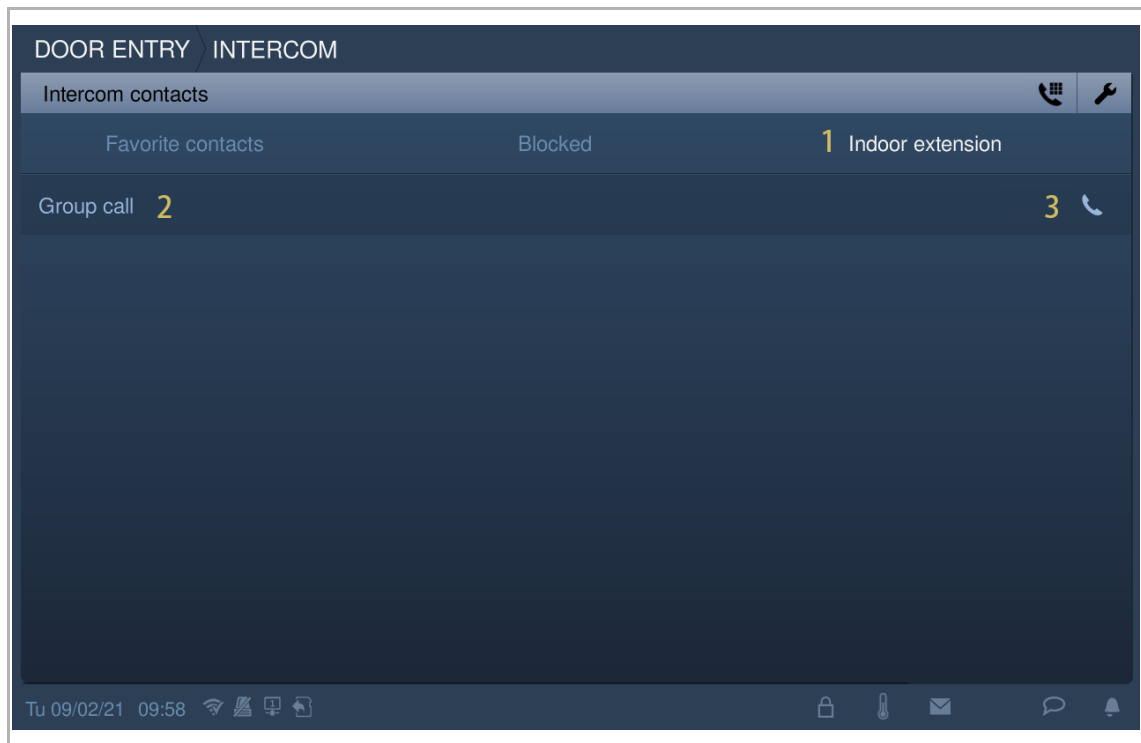 DOOR ENTRY INTERCOM
Intercom contacts
Favorite contacts Blocked 1 Indoor extension
Group call 2 3
Tu 09/02/21 09:58 1